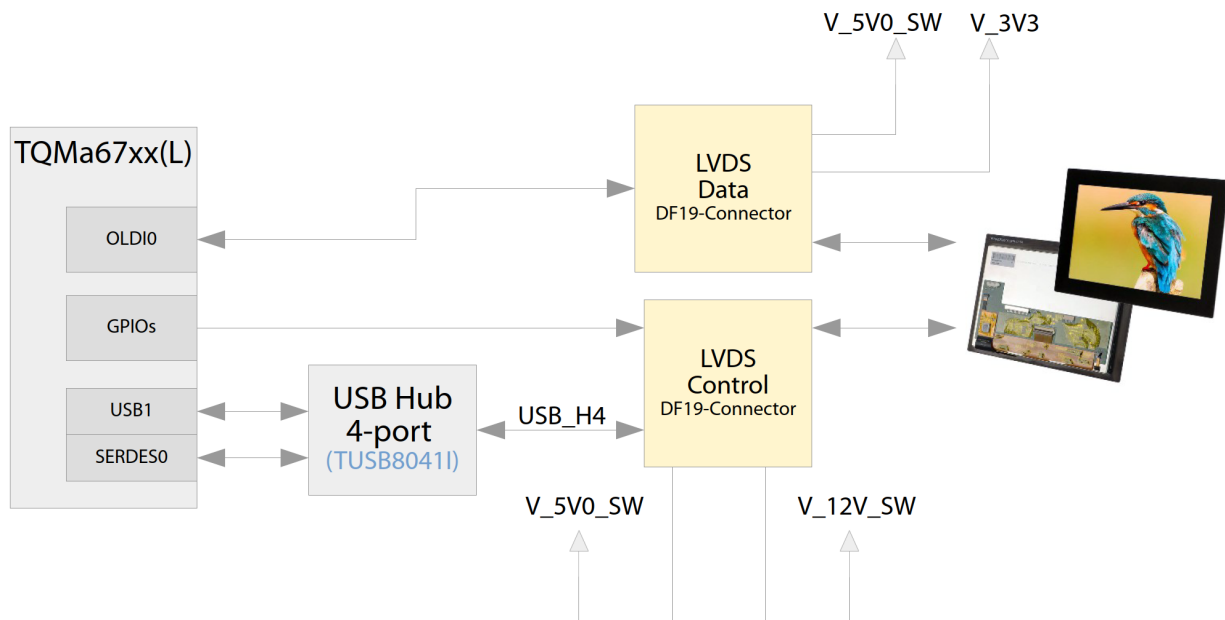 V_5V0_SW
V_3V3
TQMa67xx(L)
OLDI0
GPIOs
USB1
SERDES0
USB Hub
4-port
(TUSB8041I)
USB_H4
LVDS
Data
DF19-Connector
LVDS
Control
DF19-Connector
V_5V0_SW
V_12V_SW